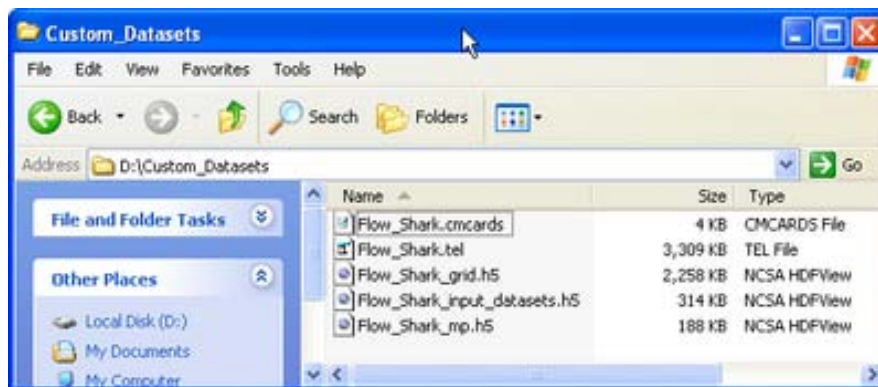 Custom_Datasets
File Edit View Favorites Tools Help
Back Search Folders
Address D:\Custom_Datasets Go
Name Size Type
Flow_Shark.cmcards 4 KB CMCARDS File
Flow_Shark.tel 3,309 KB TEL File
Flow_Shark_grid.h5 2,258 KB NCSA HDFView
Flow_Shark_input_datasets.h5 314 KB NCSA HDFView
Flow_Shark_mp.h5 188 KB NCSA HDFView
File and Folder Tasks
Other Places
Local Disk (D:)
My Documents
My Computer